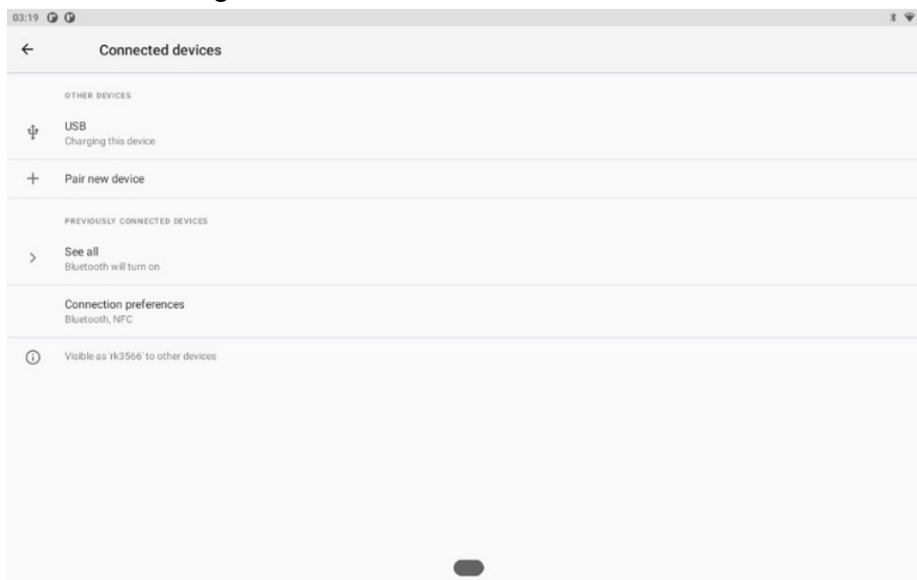 03:19
Connected devices
OTHER DEVICES
USB
Charging this device
Pair new device
PREVIOUSLY CONNECTED DEVICES
See all
Bluetooth will turn on
Connection preferences
Bluetooth, NFC
Visible as 'rk3566' to other devices